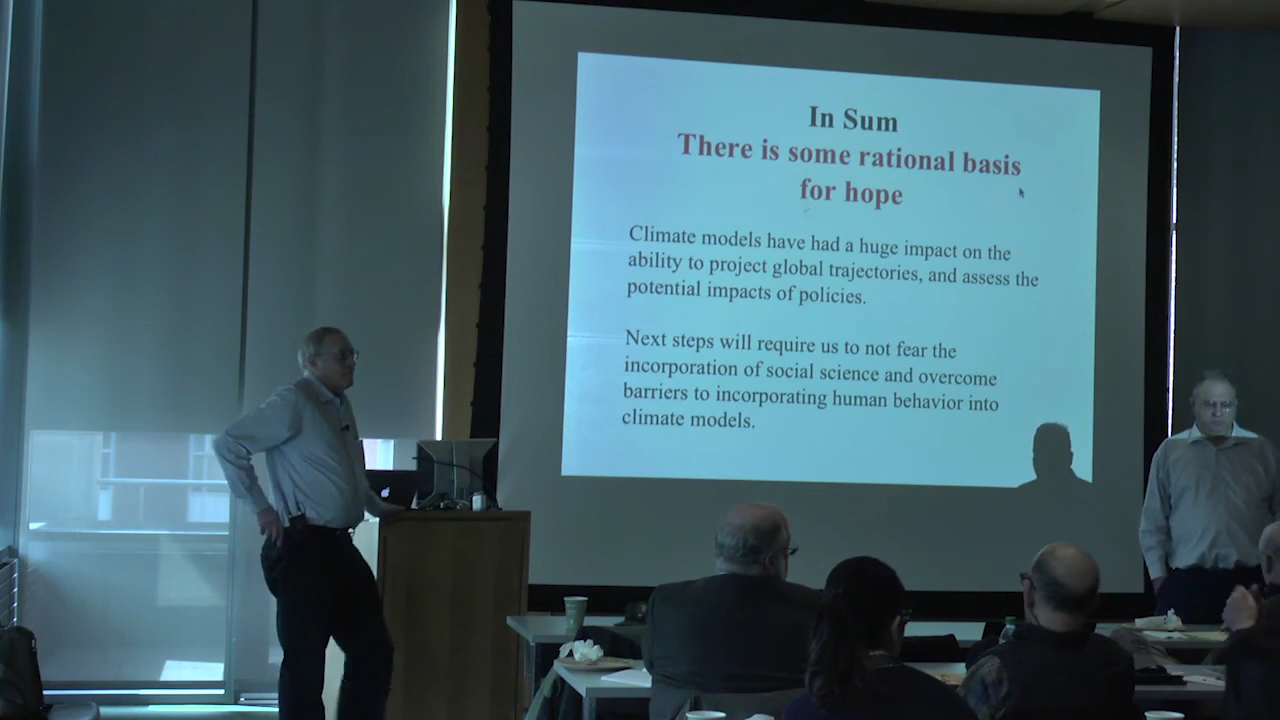 In Sum
There is some rational basis
for hope
Climate models have had a huge impact on the
ability to project global trajectories, and assess the
potential impacts of policies.
Next steps will require us to not fear the
incorporation of social science and overcome
barriers to incorporating human behavior into
climate models.